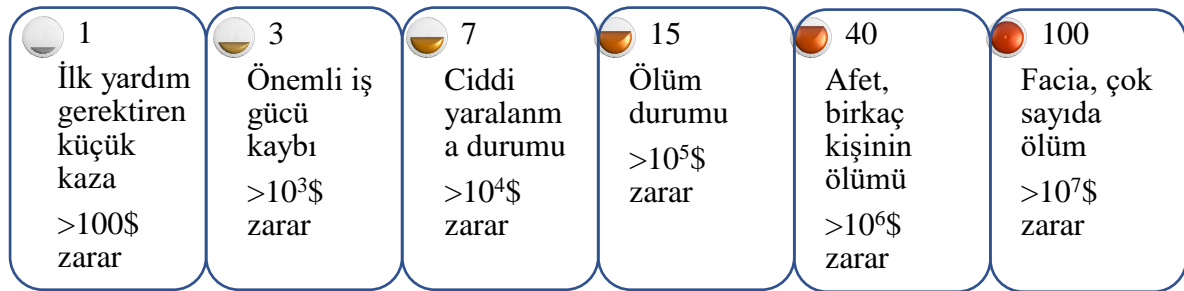 1
İlk yardım
gerektiren
küçük
kaza
>100$
zarar
3
Önemli iş
gücü
kaybı
>10³$
zarar
7
Ciddi
yaralanm
a durumu
>10⁴$
zarar
15
Ölüm
durumu
>10⁵$
zarar
40
Afet,
birkaç
kişinin
ölümü
>10⁶$
zarar
100
Facia, çok
sayıda
ölüm
>10⁷$
zarar